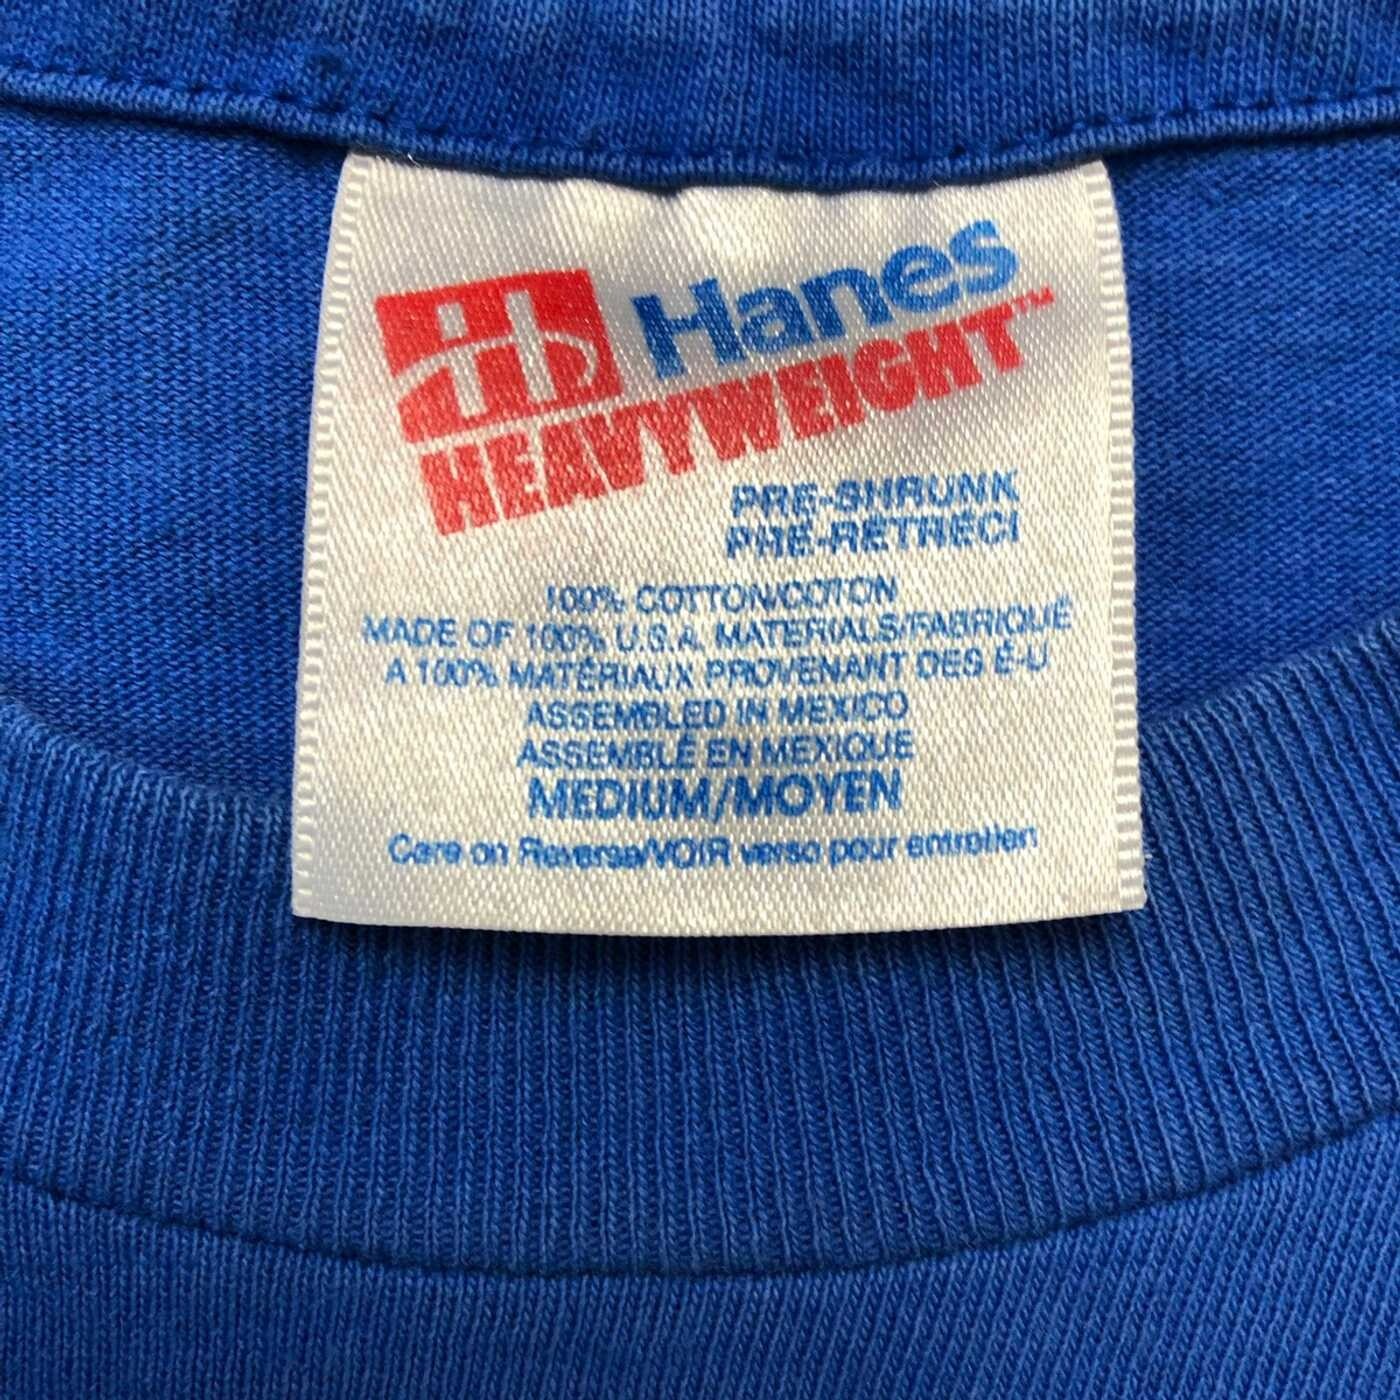 Hanes
HEAVYWEIGHT™
PRE-SHRUNK
PRÉ-RÉTRÉCI
100% COTTON/COTON
MADE OF 100% U.S.A. MATERIALS/FABRIQUÉ
A 100% MATÉRIAUX PROVENANT DES É-U
ASSEMBLED IN MEXICO
ASSEMBLÉ EN MEXIQUE
MEDIUM/MOYEN
Care on Reverse/VOIR verso pour entretien